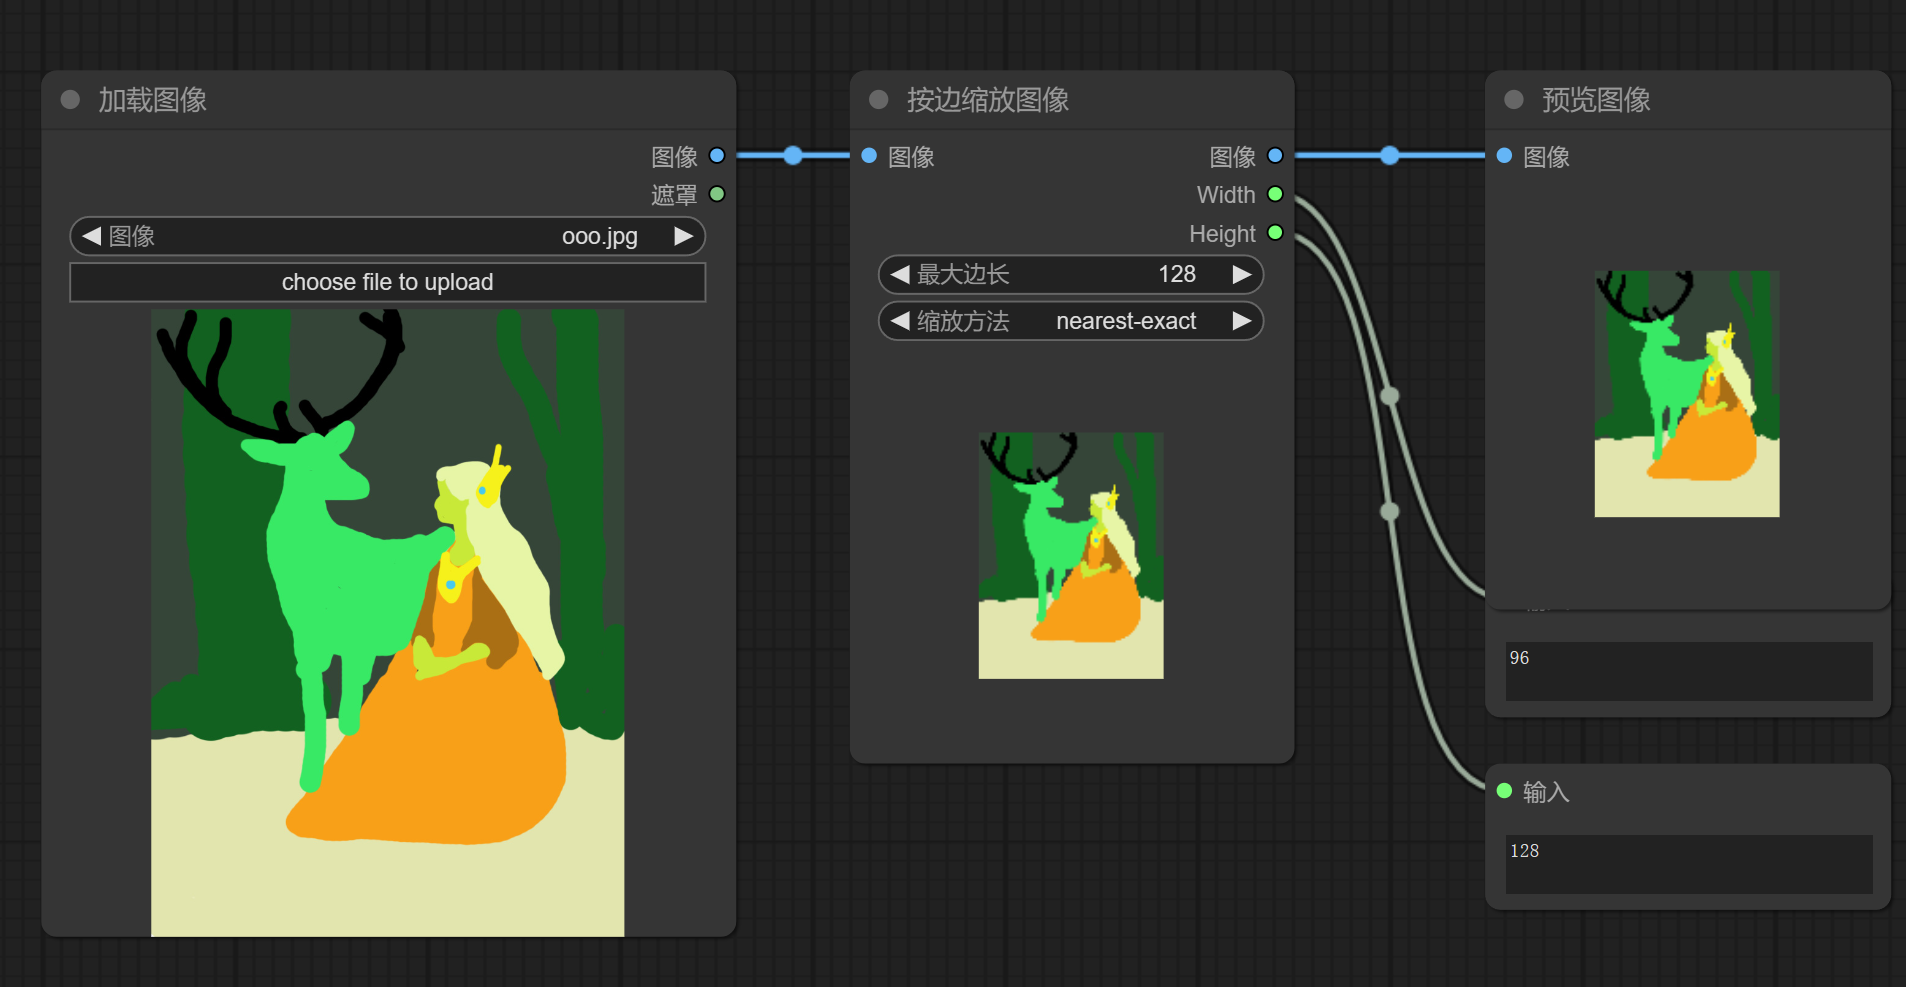 加载图像
图像
遮罩
图像 ooo.jpg
choose file to upload
按边缩放图像
图像 图像
Width
Height
最大边长 128
缩放方法 nearest-exact
预览图像
图像
96
输入
128